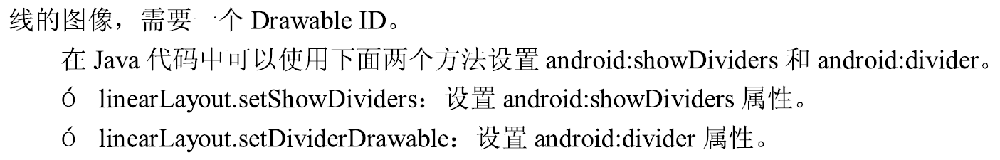 线的图像，需要一个 Drawable ID。
在 Java 代码中可以使用下面两个方法设置 android:showDividers 和 android:divider。
Ó linearLayout.setShowDividers：设置 android:showDividers 属性。
Ó linearLayout.setDividerDrawable：设置 android:divider 属性。